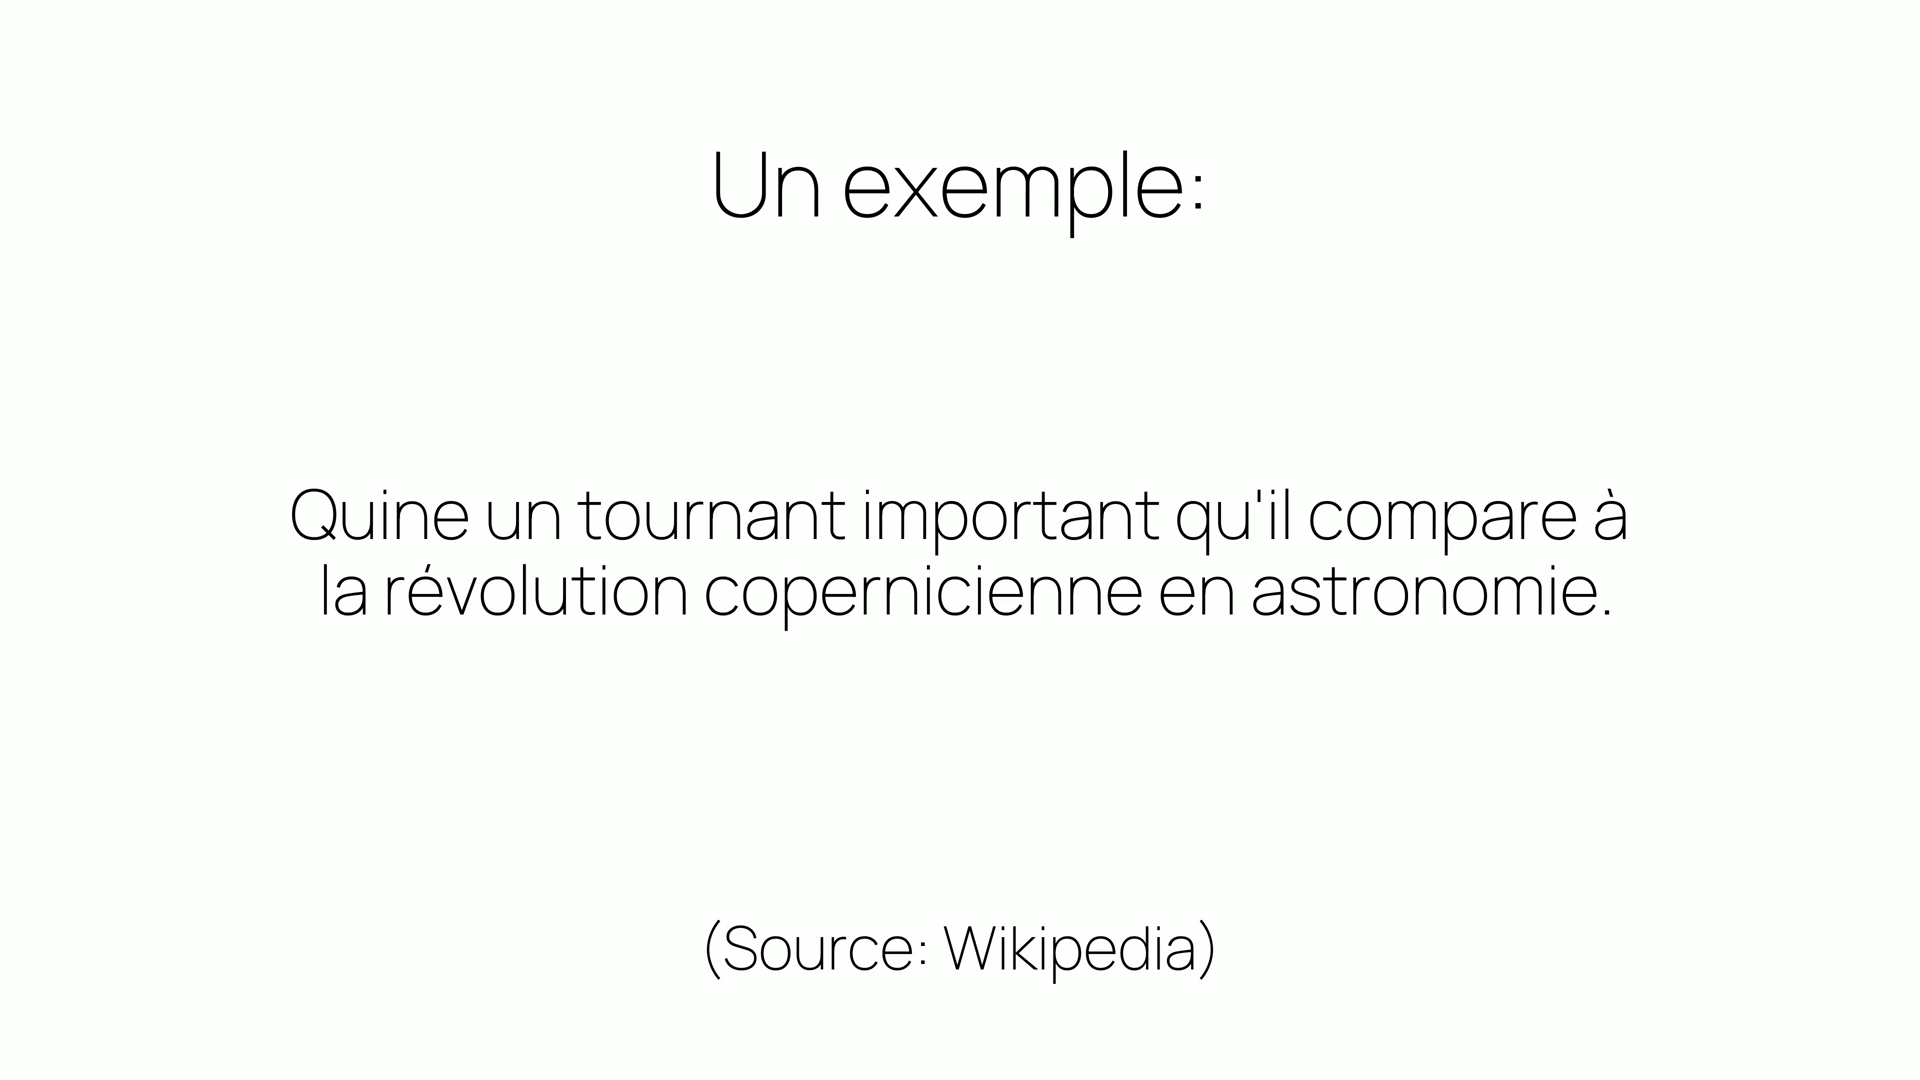 Un exemple:
Quine un tournant important qu'il compare à
la révolution copernicienne en astronomie.
(Source: Wikipedia)